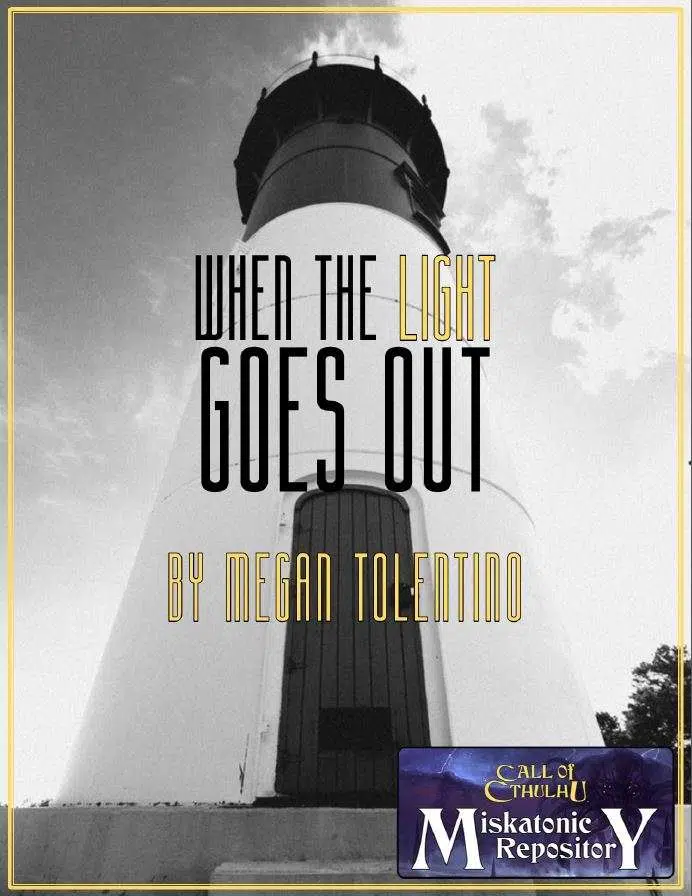 WHEN THE LIGHT
GOES OUT
BY MEGAN TOLENTINO
CALL OF
CTHULHU
MISKATONIC
REPOSITORY